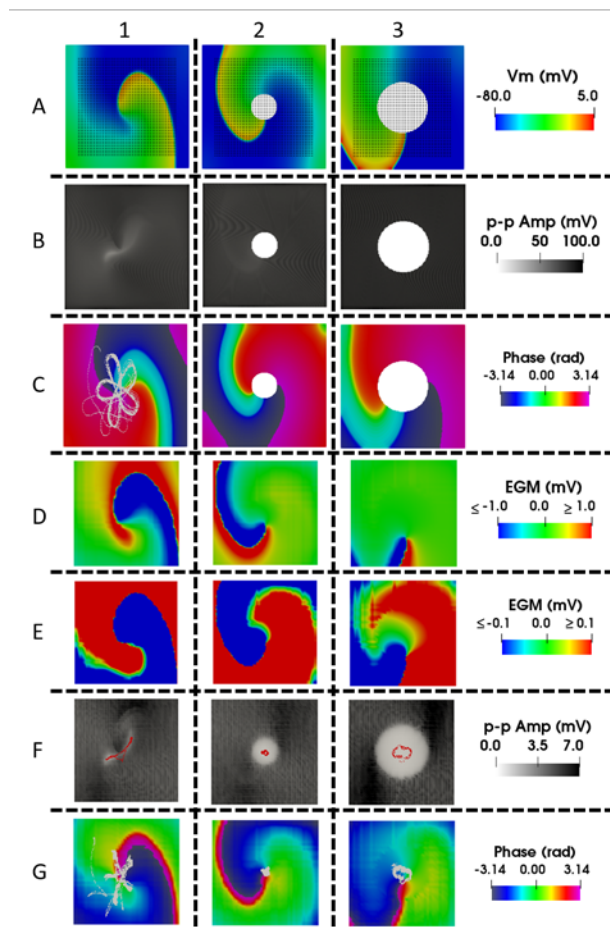 1 2 3
A
Vm (mV)
-80.0 5.0
B
p-p Amp (mV)
0.0 50 100.0
C
Phase (rad)
-3.14 0.00 3.14
D
EGM (mV)
≤-1.0 0.0 ≥1.0
E
EGM (mV)
≤-0.1 0.0 ≥0.1
F
p-p Amp (mV)
0.0 3.5 7.0
G
Phase (rad)
-3.14 0.00 3.14